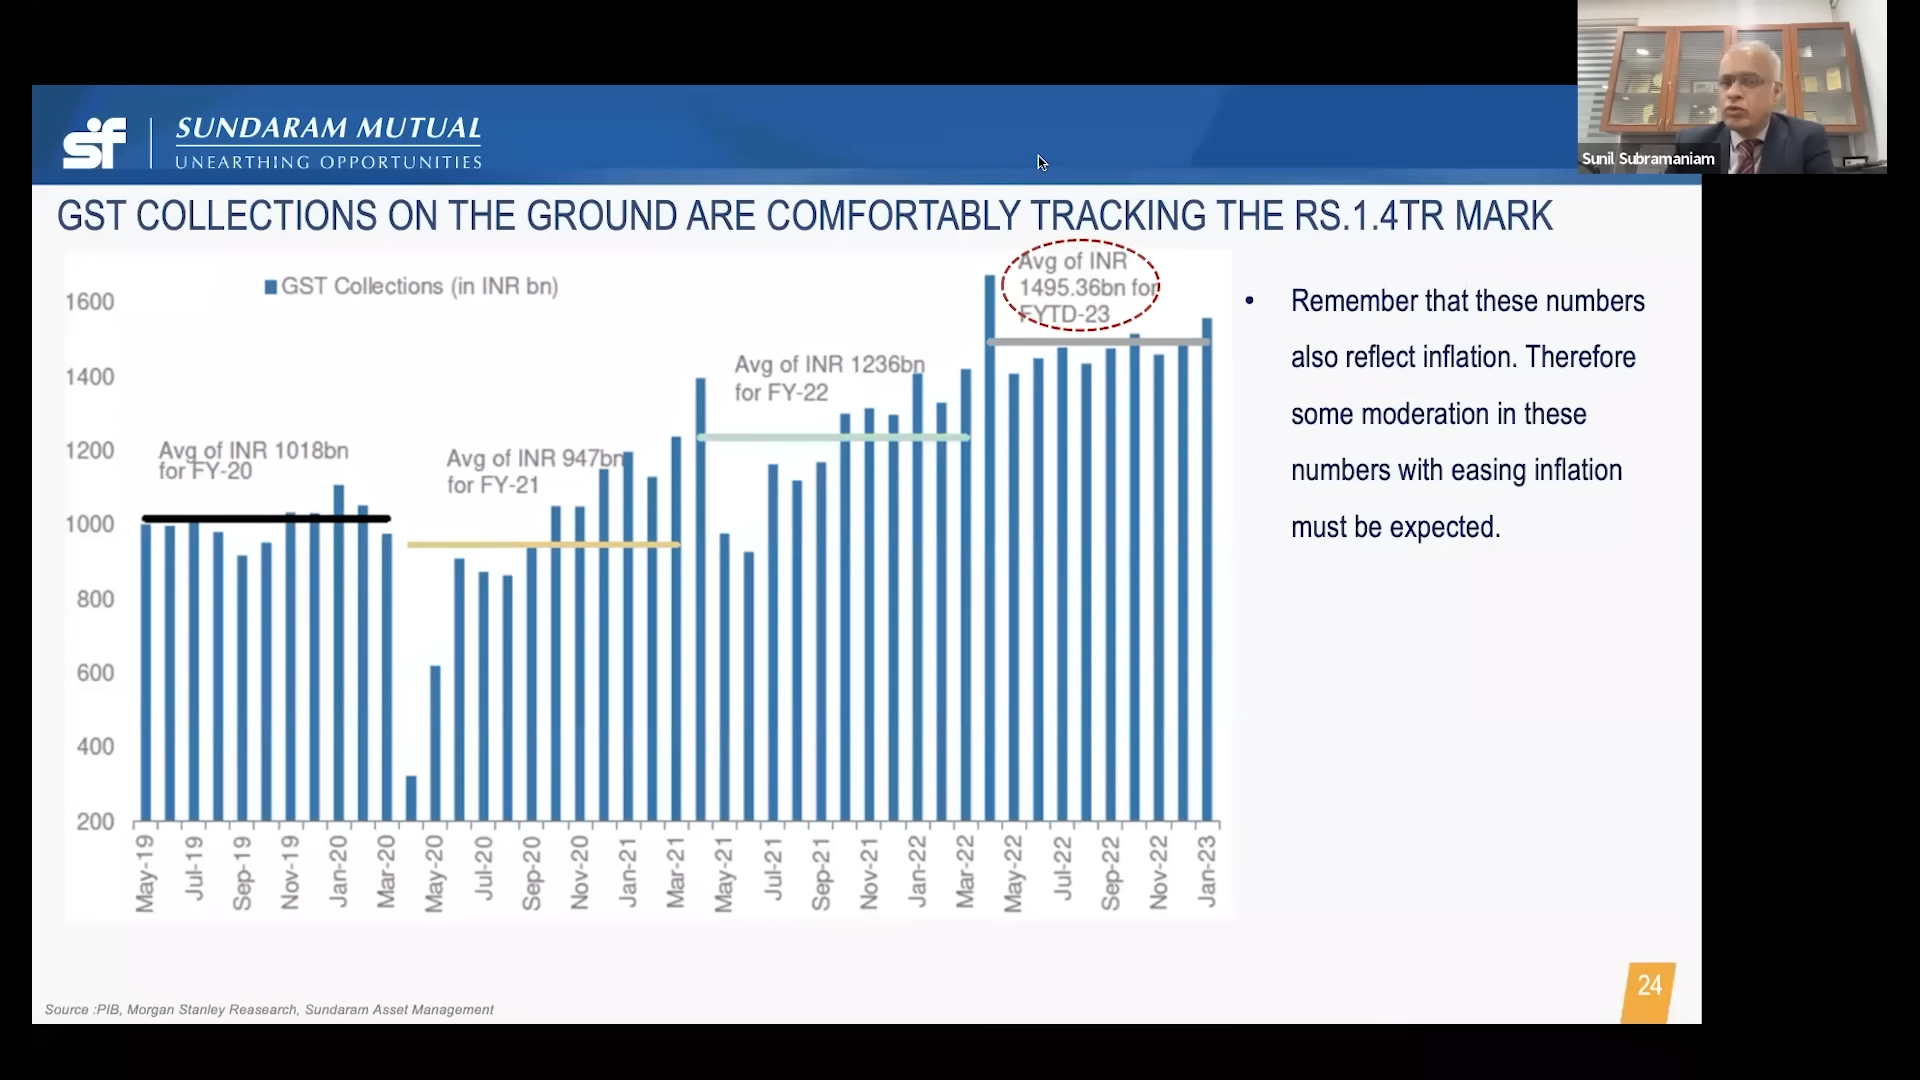 Sunil Subramaniam
sf
SUNDARAM MUTUAL
UNEARTHING OPPORTUNITIES
GST COLLECTIONS ON THE GROUND ARE COMFORTABLY TRACKING THE RS.1.4TR MARK
GST Collections (in INR bn)
1600
1400
1200
1000
800
600
400
200
Avg of INR 1018bn
for FY-20
Avg of INR 947bn
for FY-21
Avg of INR 1236bn
for FY-22
Avg of INR
1495.36bn for
FYTD-23
May-19
Jul-19
Sep-19
Nov-19
Jan-20
Mar-20
May-20
Jul-20
Sep-20
Nov-20
Jan-21
Mar-21
May-21
Jul-21
Sep-21
Nov-21
Jan-22
Mar-22
May-22
Jul-22
Sep-22
Nov-22
Jan-23
• Remember that these numbers
also reflect inflation. Therefore
some moderation in these
numbers with easing inflation
must be expected.
Source :PIB, Morgan Stanley Reasearch, Sundaram Asset Management
24